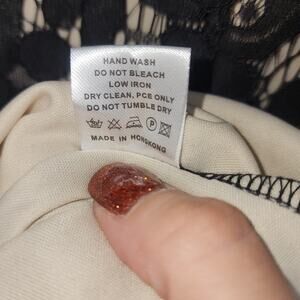 HAND WASH
DO NOT BLEACH
LOW IRON
DRY CLEAN, PCE ONLY
DO NOT TUMBLE DRY
P
MADE IN HONGKONG